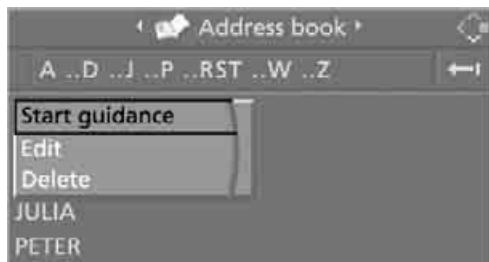 Address book
A ..D ..J ..P ..RST ..W ..Z
Start guidance
Edit
Delete
JULIA
PETER